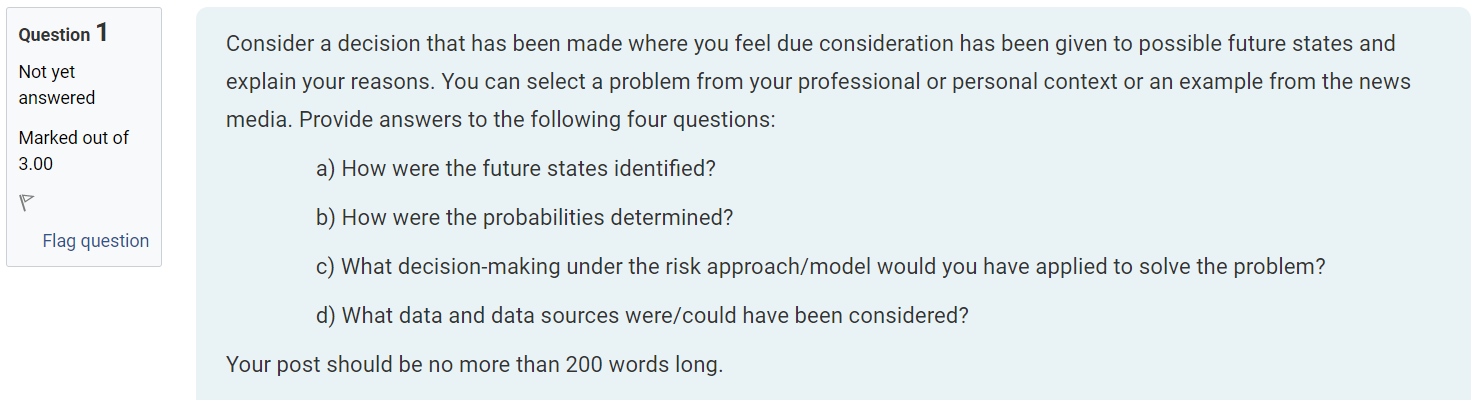 Question 1
Not yet
answered
Marked out of
3.00
Flag question
Consider a decision that has been made where you feel due consideration has been given to possible future states and
explain your reasons. You can select a problem from your professional or personal context or an example from the news
media. Provide answers to the following four questions:
a) How were the future states identified?
b) How were the probabilities determined?
c) What decision-making under the risk approach/model would you have applied to solve the problem?
d) What data and data sources were/could have been considered?
Your post should be no more than 200 words long.